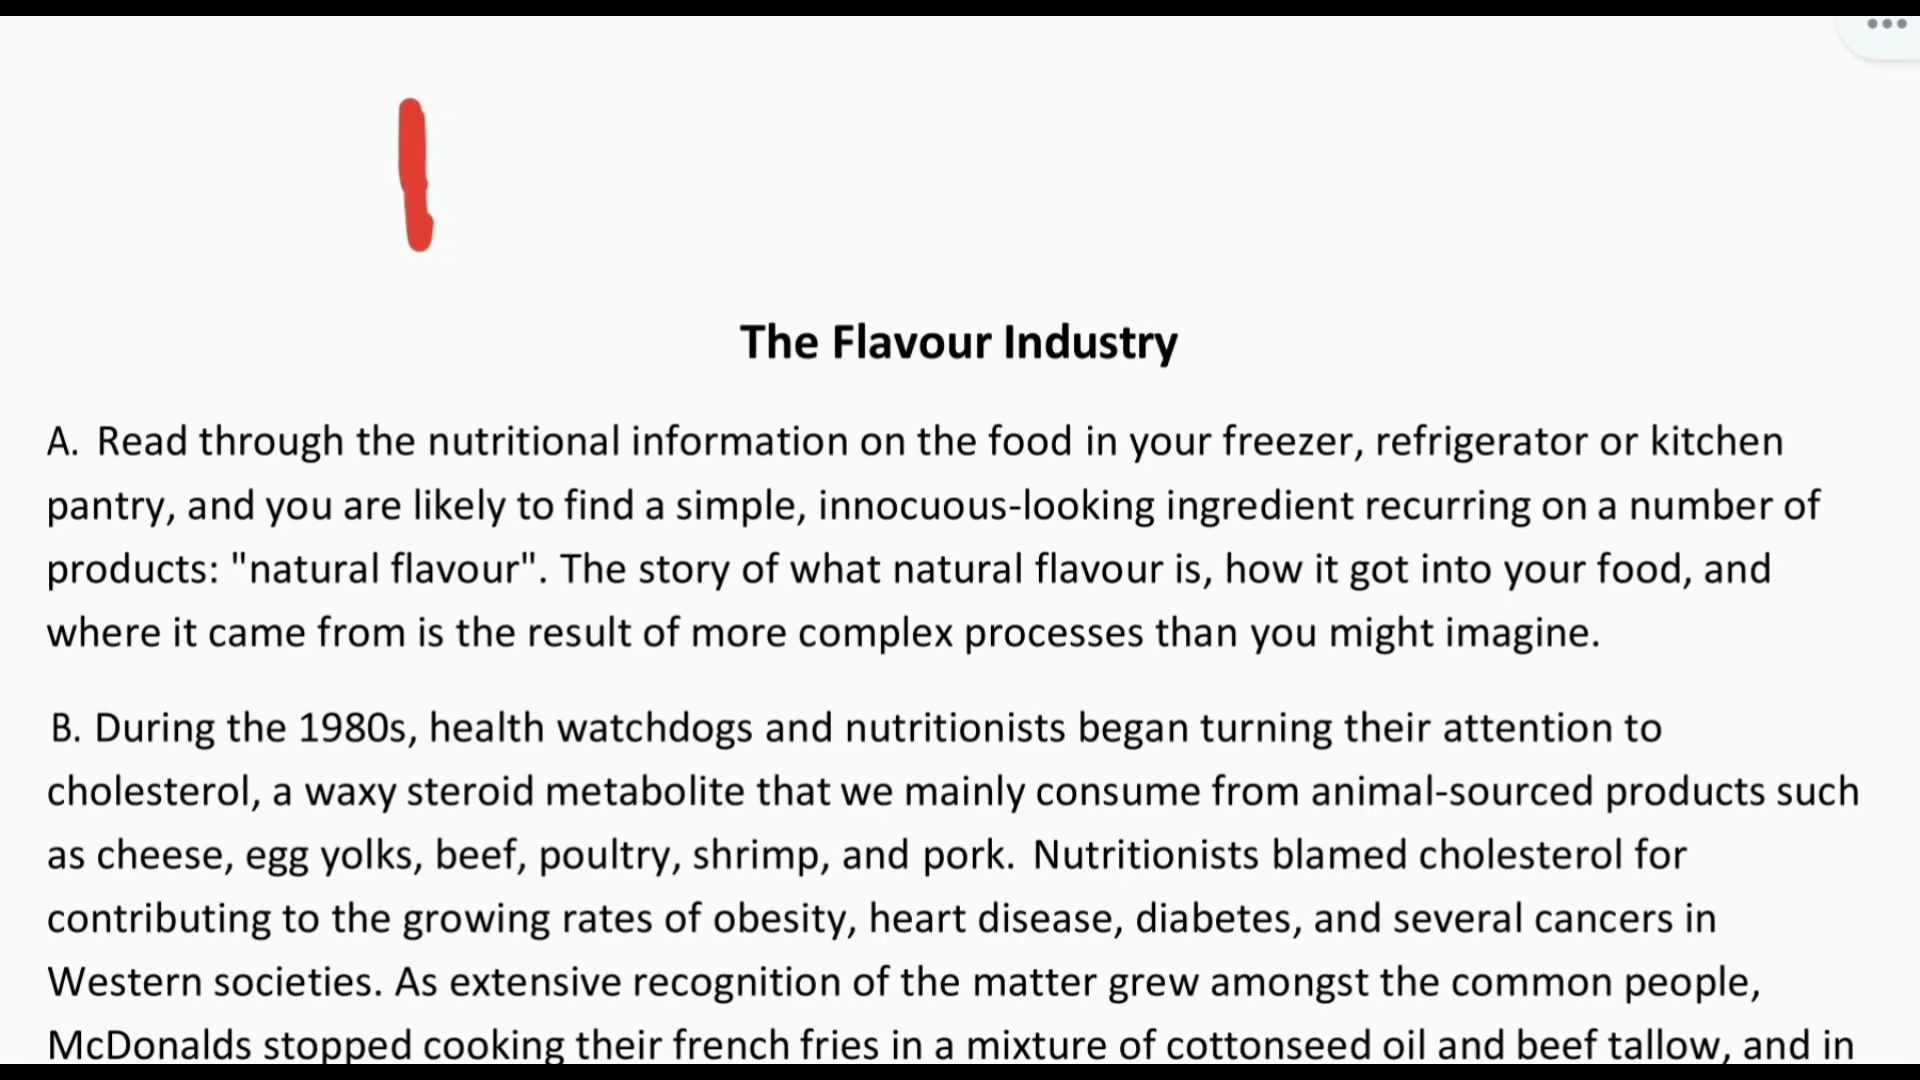 The Flavour Industry
A. Read through the nutritional information on the food in your freezer, refrigerator or kitchen
pantry, and you are likely to find a simple, innocuous-looking ingredient recurring on a number of
products: "natural flavour". The story of what natural flavour is, how it got into your food, and
where it came from is the result of more complex processes than you might imagine.
B. During the 1980s, health watchdogs and nutritionists began turning their attention to
cholesterol, a waxy steroid metabolite that we mainly consume from animal-sourced products such
as cheese, egg yolks, beef, poultry, shrimp, and pork. Nutritionists blamed cholesterol for
contributing to the growing rates of obesity, heart disease, diabetes, and several cancers in
Western societies. As extensive recognition of the matter grew amongst the common people,
McDonalds stopped cooking their french fries in a mixture of cottonseed oil and beef tallow, and in